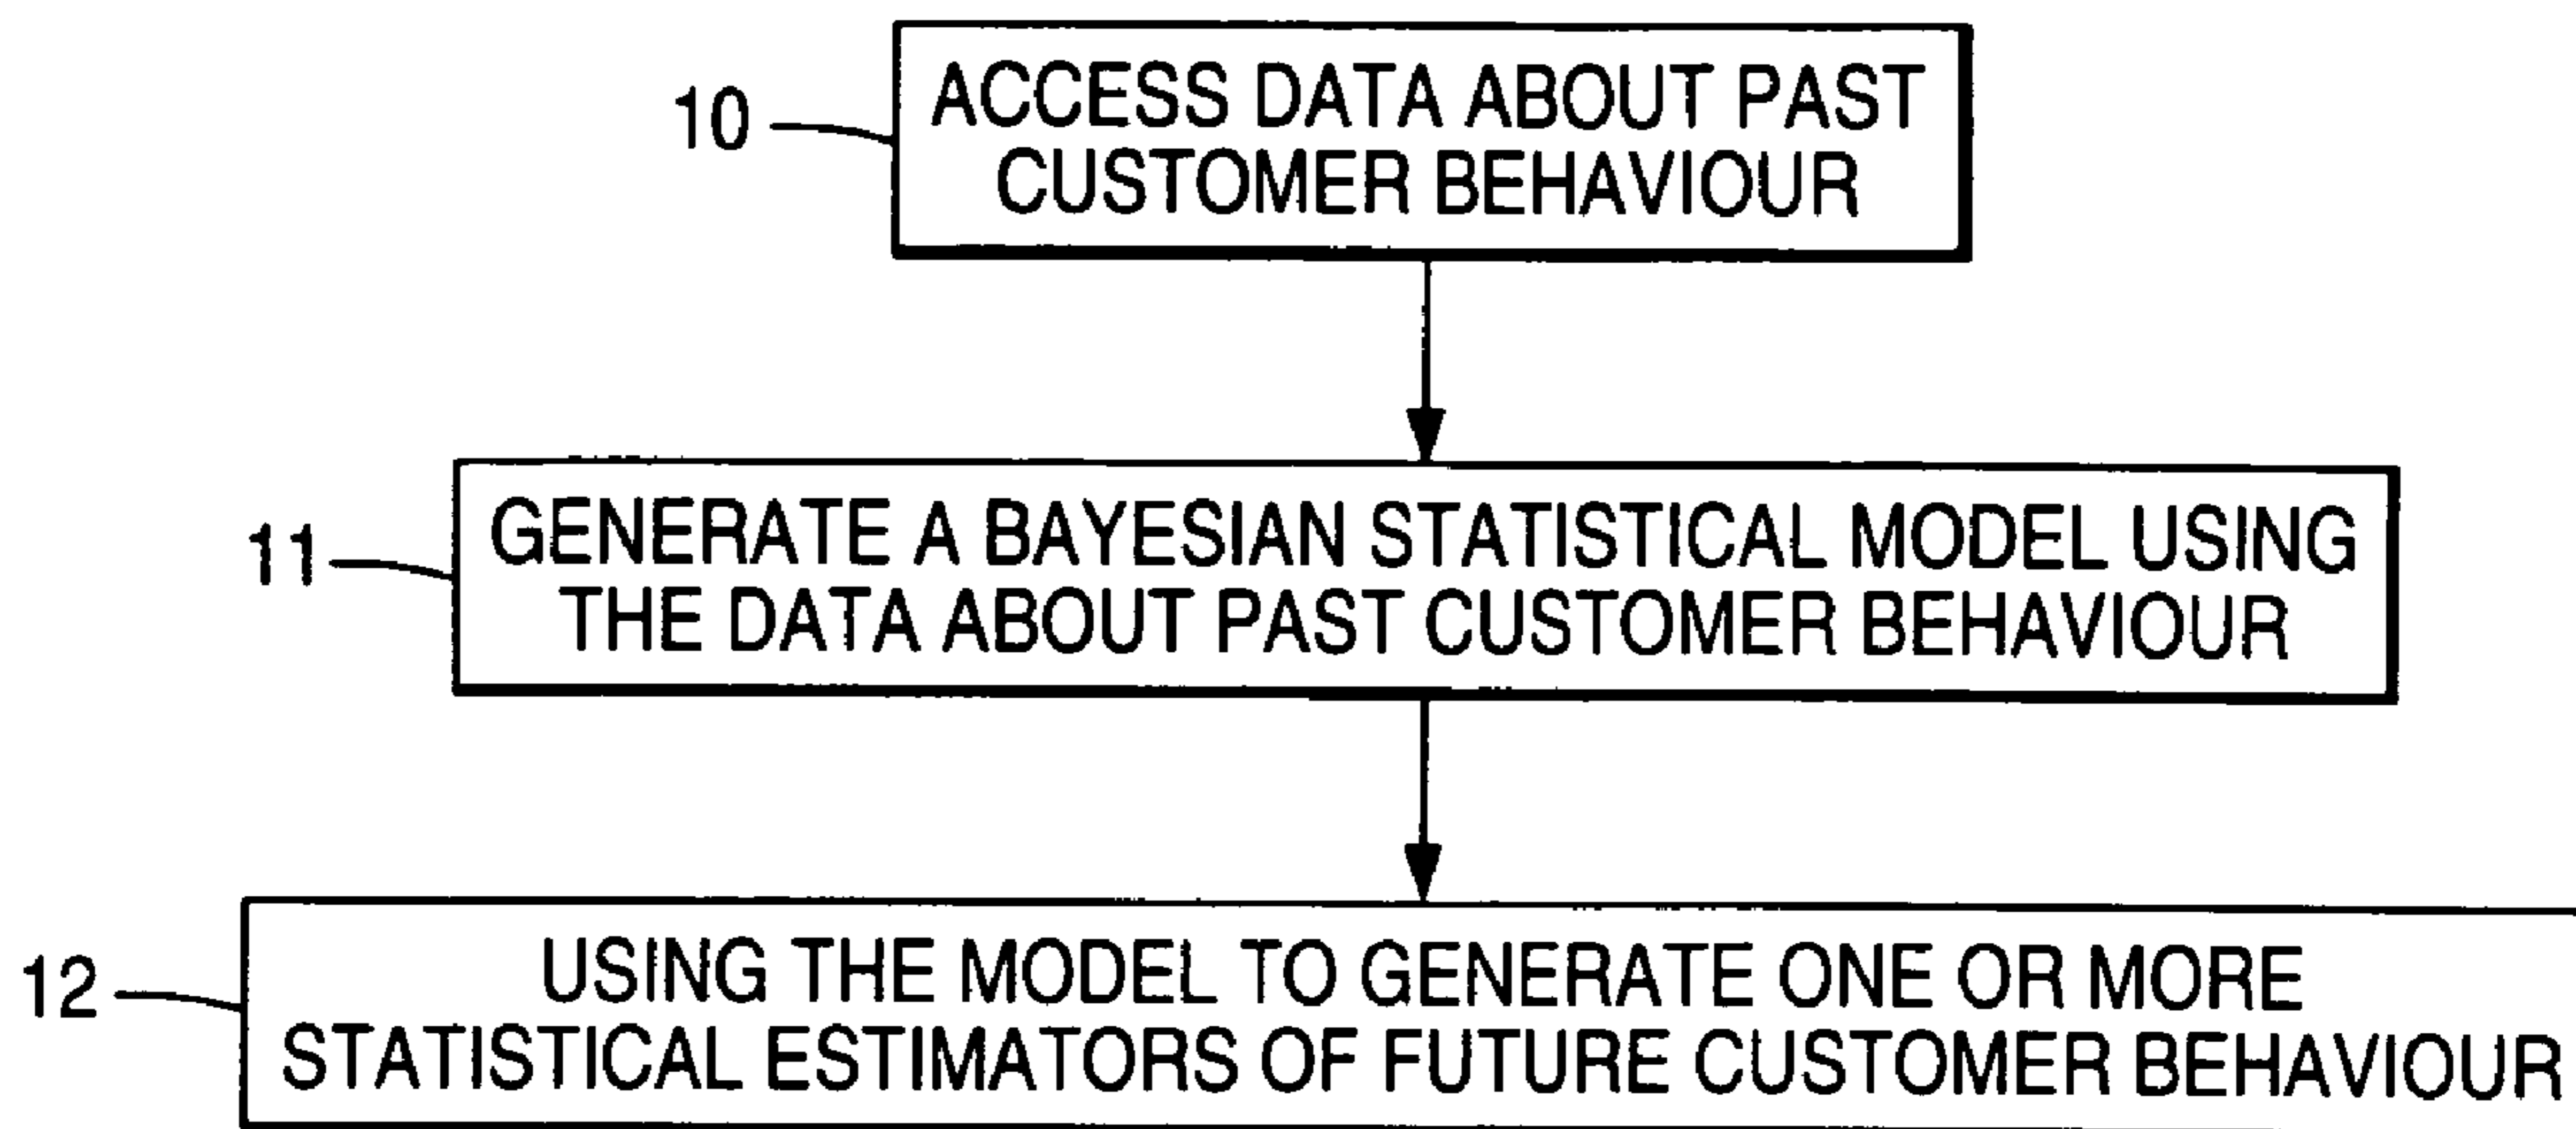 10
ACCESS DATA ABOUT PAST
CUSTOMER BEHAVIOUR
11
GENERATE A BAYESIAN STATISTICAL MODEL USING
THE DATA ABOUT PAST CUSTOMER BEHAVIOUR
12
USING THE MODEL TO GENERATE ONE OR MORE
STATISTICAL ESTIMATORS OF FUTURE CUSTOMER BEHAVIOUR